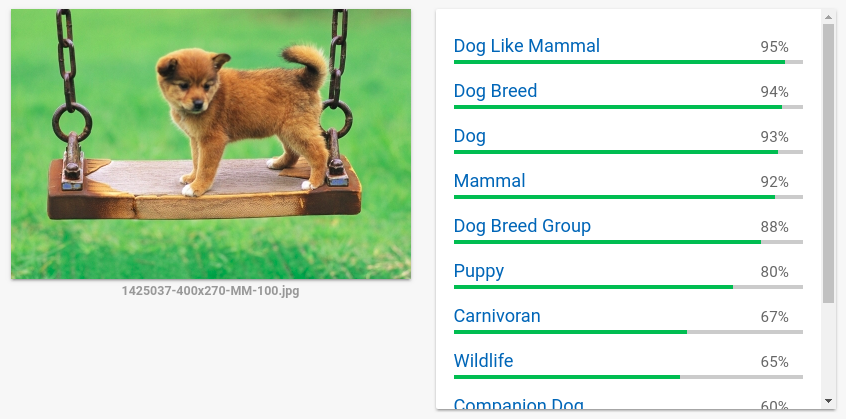 Dog Like Mammal 95%
Dog Breed 94%
Dog 93%
Mammal 92%
Dog Breed Group 88%
Puppy 80%
Carnivoran 67%
Wildlife 65%
Companion Dog 60%
1425037-400x270-MM-100.jpg